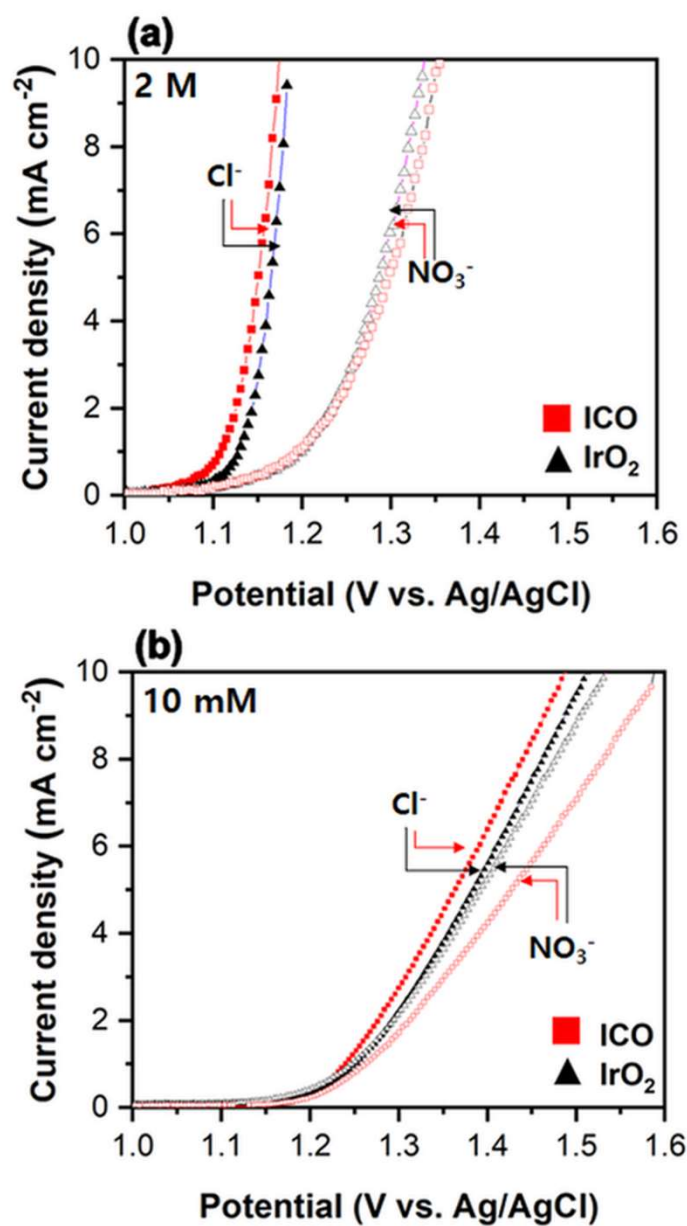 (a)
2 M
10
8
6
4
2
0
Cl⁻
NO₃⁻
ICO
IrO₂
1.0 1.1 1.2 1.3 1.4 1.5 1.6
Current density (mA cm⁻²)
Potential (V vs. Ag/AgCl)
(b)
10 mM
10
8
6
4
2
0
Cl⁻
NO₃⁻
ICO
IrO₂
1.0 1.1 1.2 1.3 1.4 1.5 1.6
Current density (mA cm⁻²)
Potential (V vs. Ag/AgCl)